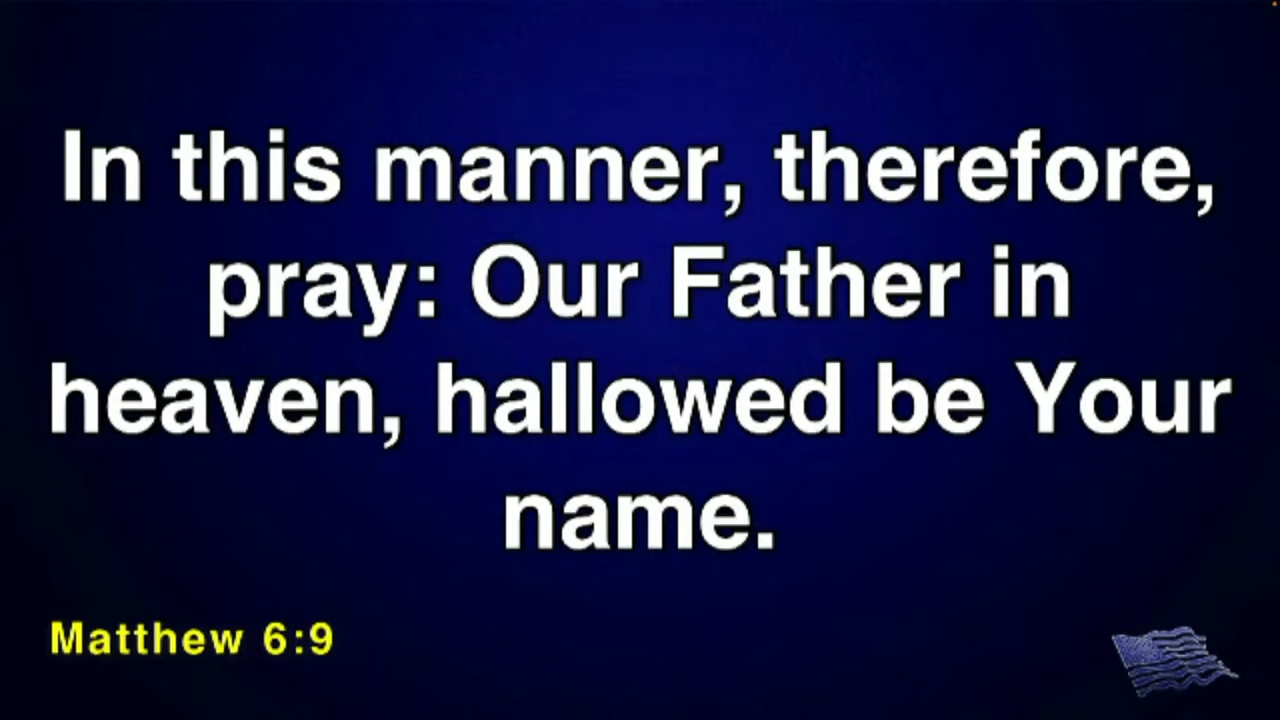 In this manner, therefore,
pray: Our Father in
heaven, hallowed be Your
name.
Matthew 6:9